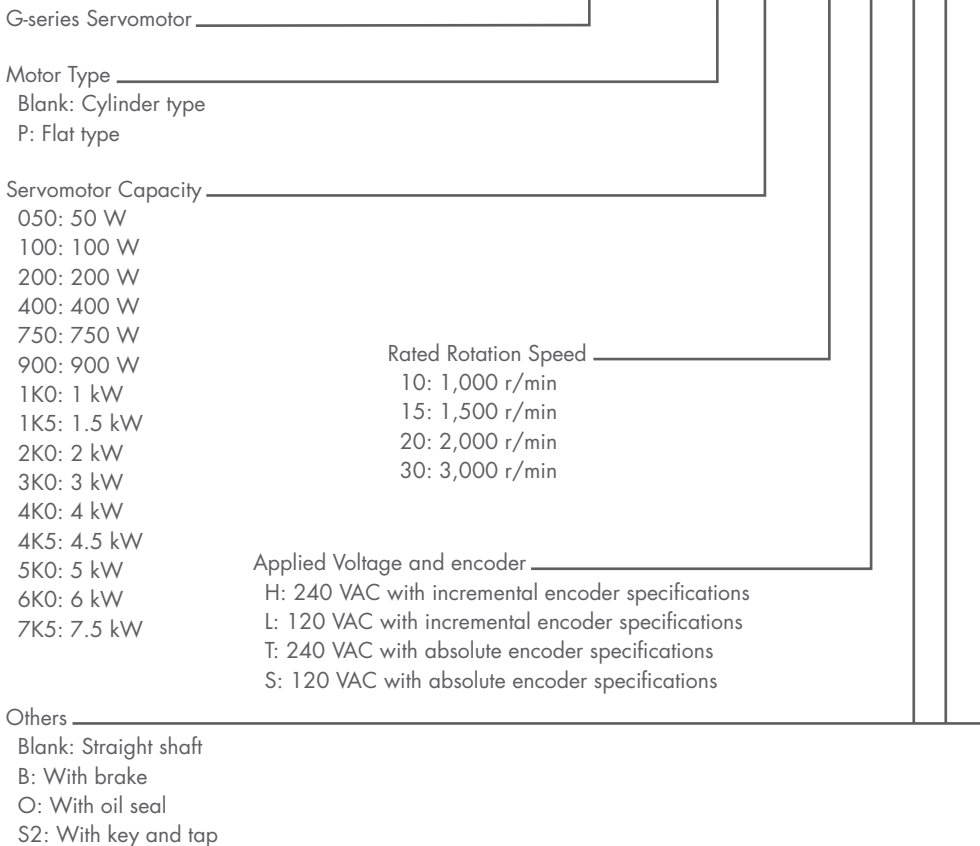 G-series Servomotor
Motor Type
Blank: Cylinder type
P: Flat type
Servomotor Capacity
050: 50 W
100: 100 W
200: 200 W
400: 400 W
750: 750 W
900: 900 W
1K0: 1 kW
1K5: 1.5 kW
2K0: 2 kW
3K0: 3 kW
4K0: 4 kW
4K5: 4.5 kW
5K0: 5 kW
6K0: 6 kW
7K5: 7.5 kW
Rated Rotation Speed
10: 1,000 r/min
15: 1,500 r/min
20: 2,000 r/min
30: 3,000 r/min
Applied Voltage and encoder
H: 240 VAC with incremental encoder specifications
L: 120 VAC with incremental encoder specifications
T: 240 VAC with absolute encoder specifications
S: 120 VAC with absolute encoder specifications
Others
Blank: Straight shaft
B: With brake
O: With oil seal
S2: With key and tap